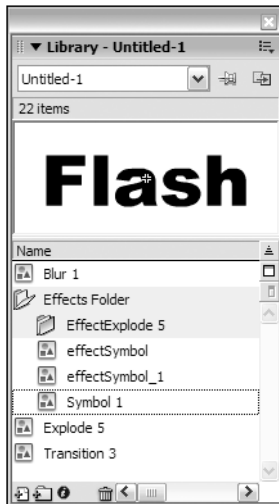 Library - Untitled-1
Untitled-1
22 items
Flash
Name
Blur 1
Effects Folder
EffectExplode 5
effectSymbol
effectSymbol_1
Symbol 1
Explode 5
Transition 3